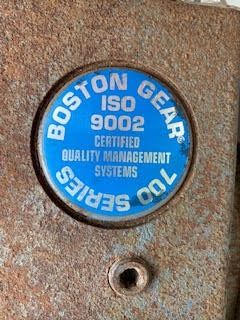 BOSTON GEAR®
ISO
9002
CERTIFIED
QUALITY MANAGEMENT
SYSTEMS
700 SERIES